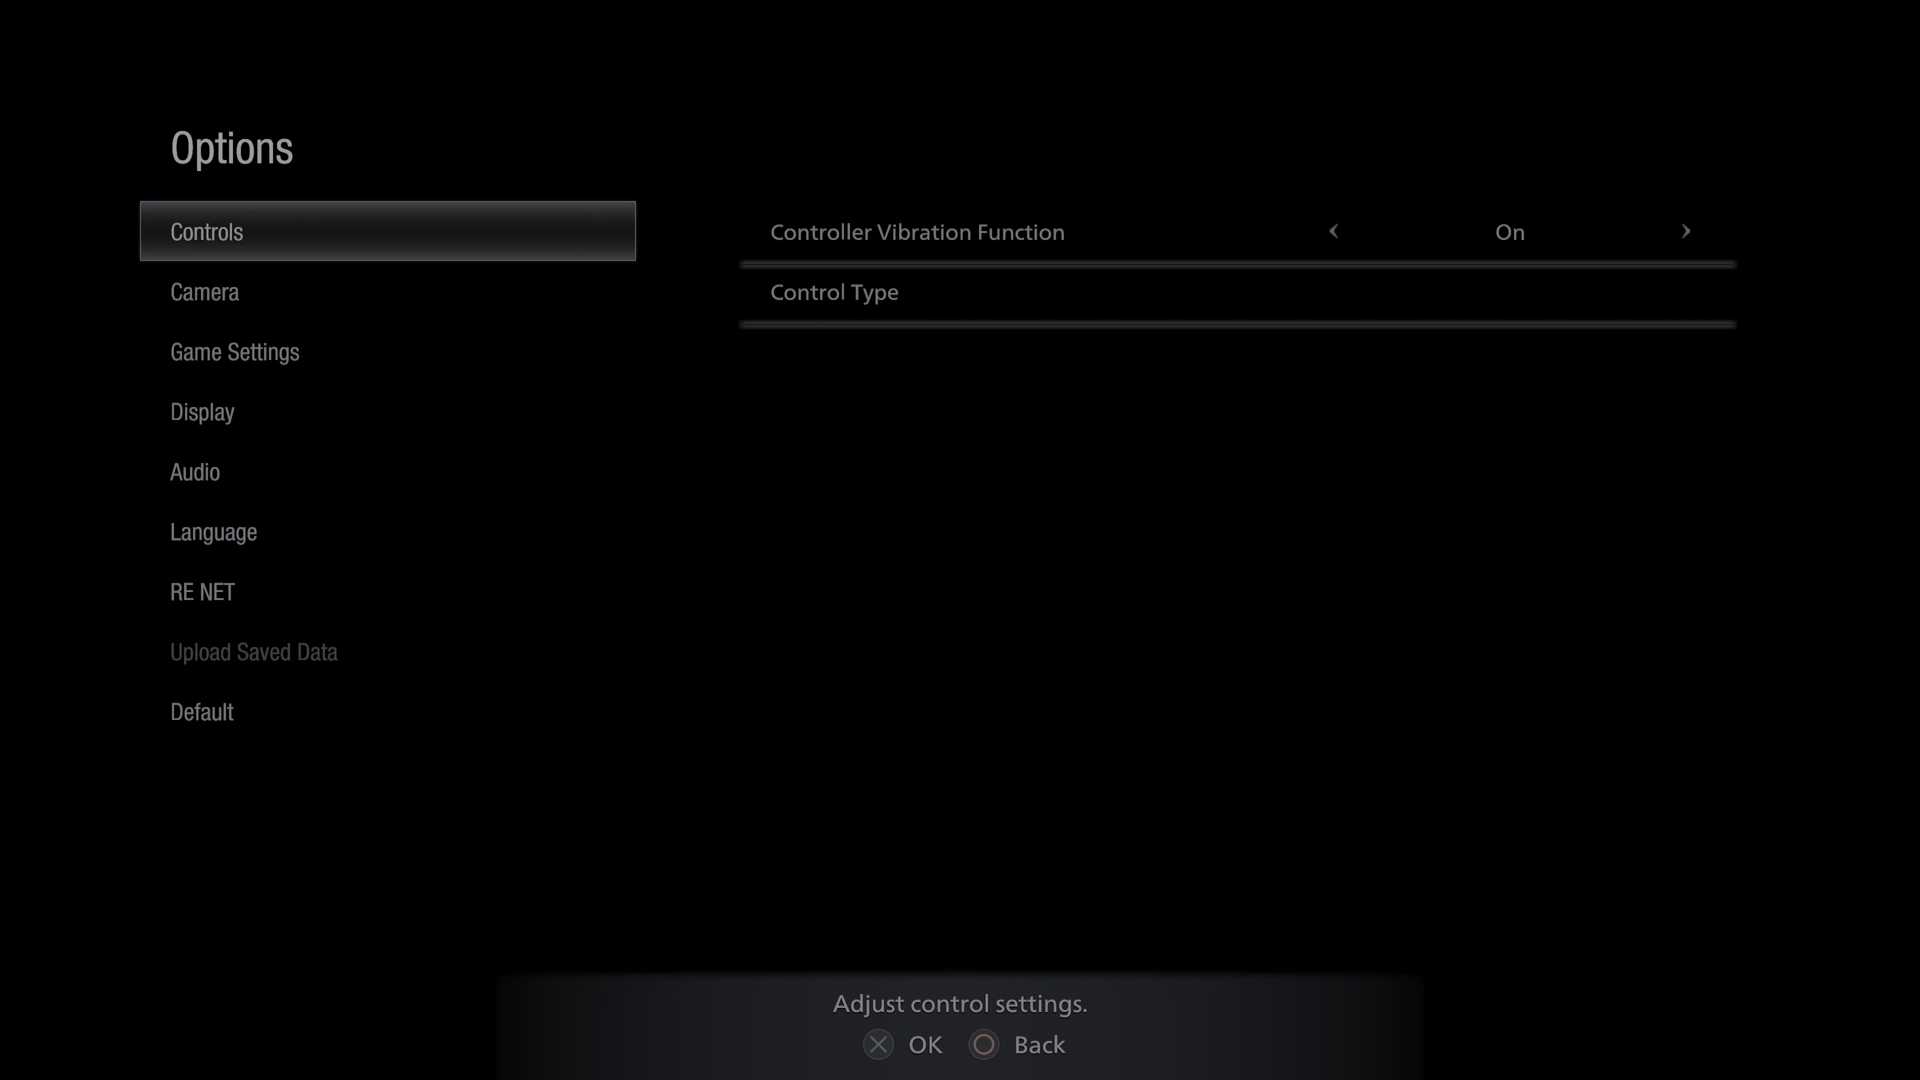 Options
Controls
Camera
Game Settings
Display
Audio
Language
RE NET
Upload Saved Data
Default
Controller Vibration Function On
Control Type
Adjust control settings.
OK Back